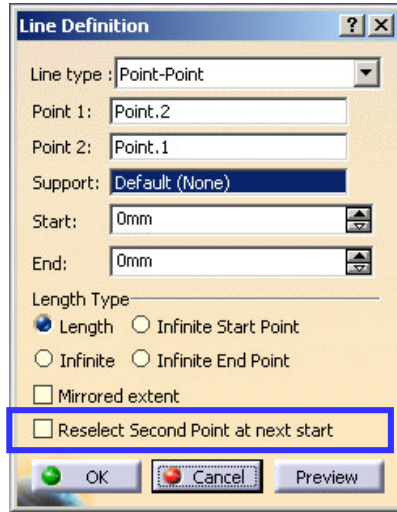 Line Definition ? X
Line type : Point-Point
Point 1: Point.2
Point 2: Point.1
Support: Default (None)
Start: 0mm
End: 0mm
Length Type
Length Infinite Start Point
Infinite Infinite End Point
Mirrored extent
Reselect Second Point at next start
OK Cancel Preview